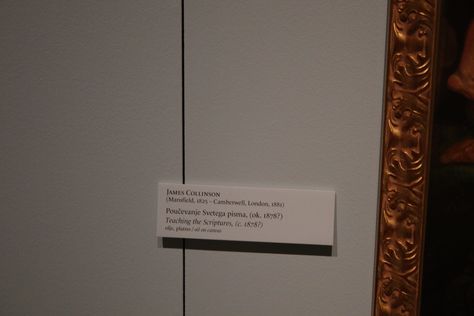 JAMES COLLINSON
(Mansfield, 1825 – Camberwell, London, 1881)
Poučevanje Svetega pisma, (ok. 1878?)
Teaching the Scriptures, (c. 1878?)
olje, platno / oil on canvas